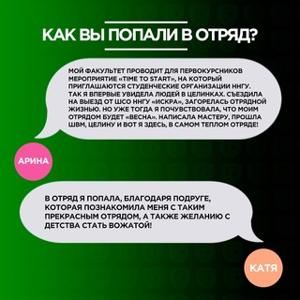 КАК ВЫ ПОПАЛИ В ОТРЯД?
МОЙ ФАКУЛЬТЕТ ПРОВОДИТ ДЛЯ ПЕРВОКУРСНИКОВ
МЕРОПРИЯТИЕ «TIME TO START», НА КОТОРЫЙ
ПРИГЛАШАЮТСЯ СТУДЕНЧЕСКИЕ ОРГАНИЗАЦИИ ННГУ.
ТАК Я ВПЕРВЫЕ УВИДЕЛА ЛЮДЕЙ В ЦЕЛИНКАХ. СЪЕЗДИЛА
НА ВЫЕЗД ОТ ШСО ННГУ «ИСКРА», ЗАГОРЕЛАСЬ ОТРЯДНОЙ
ЖИЗНЬЮ. НО УЖЕ ТОГДА Я ПОЧУВСТВОВАЛА, ЧТО МОИМ
ОТРЯДОМ БУДЕТ «ВЕСНА». НАПИСАЛА МАСТЕРУ, ПРОШЛА
ШВМ, ЦЕЛИНУ И ВОТ Я ЗДЕСЬ, В САМОМ ТЕПЛОМ ОТРЯДЕ!
АРИНА
В ОТРЯД Я ПОПАЛА, БЛАГОДАРЯ ПОДРУГЕ,
КОТОРАЯ ПОЗНАКОМИЛА МЕНЯ С ТАКИМ
ПРЕКРАСНЫМ ОТРЯДОМ, А ТАКЖЕ ЖЕЛАНИЮ С
ДЕТСТВА СТАТЬ ВОЖАТОЙ!
КАТЯ